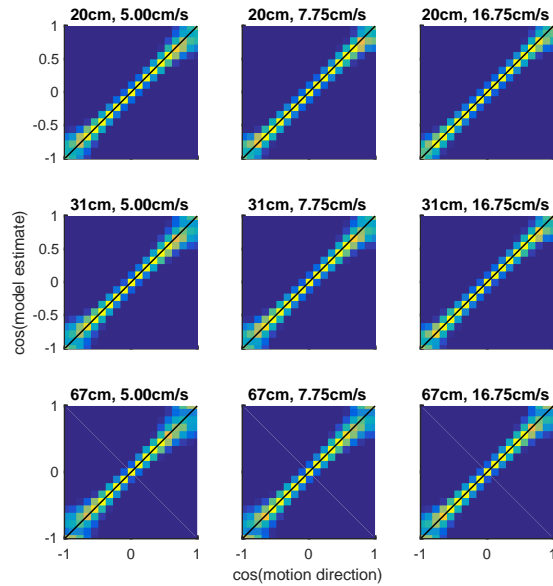 20cm, 5.00cm/s 20cm, 7.75cm/s 20cm, 16.75cm/s
1
0.5
0
-0.5
-1
31cm, 5.00cm/s 31cm, 7.75cm/s 31cm, 16.75cm/s
cos(model estimate)
1
0.5
0
-0.5
-1
67cm, 5.00cm/s 67cm, 7.75cm/s 67cm, 16.75cm/s
1
0
-1
-1 0 1 -1 0 1 -1 0 1
cos(motion direction)